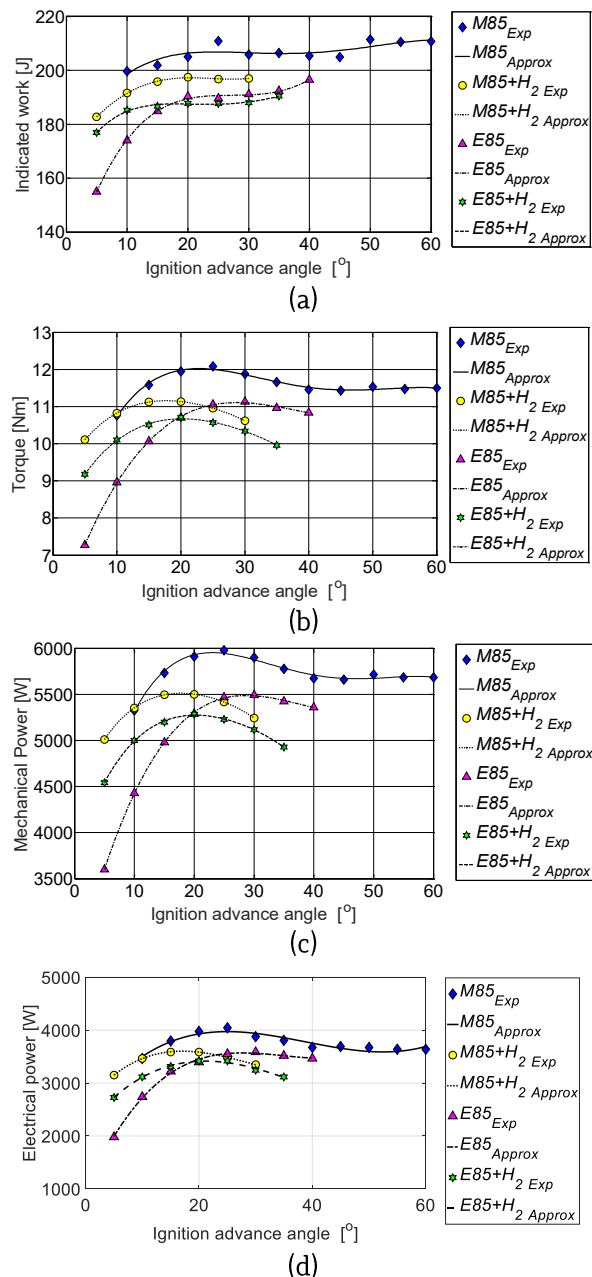 220
200
180
160
140
Indicated work [J]
0 10 20 30 40 50 60
Ignition advance angle [o]
M85Exp
M85Approx
M85+H2 Exp
M85+H2 Approx
E85Exp
E85Approx
E85+H2 Exp
E85+H2 Approx
(a)
13
12
11
10
9
8
7
Torque [Nm]
0 10 20 30 40 50 60
Ignition advance angle [o]
M85Exp
M85Approx
M85+H2 Exp
M85+H2 Approx
E85Exp
E85Approx
E85+H2 Exp
E85+H2 Approx
(b)
6000
5500
5000
4500
4000
3500
Mechanical Power [W]
0 10 20 30 40 50 60
Ignition advance angle [o]
M85Exp
M85Approx
M85+H2 Exp
M85+H2 Approx
E85Exp
E85Approx
E85+H2 Exp
E85+H2 Approx
(c)
5000
4000
3000
2000
1000
Electrical power [W]
0 10 20 30 40 50 60
Ignition advance angle [o]
M85Exp
M85Approx
M85+H2 Exp
M85+H2 Approx
E85Exp
E85Approx
E85+H2 Exp
E85+H2 Approx
(d)